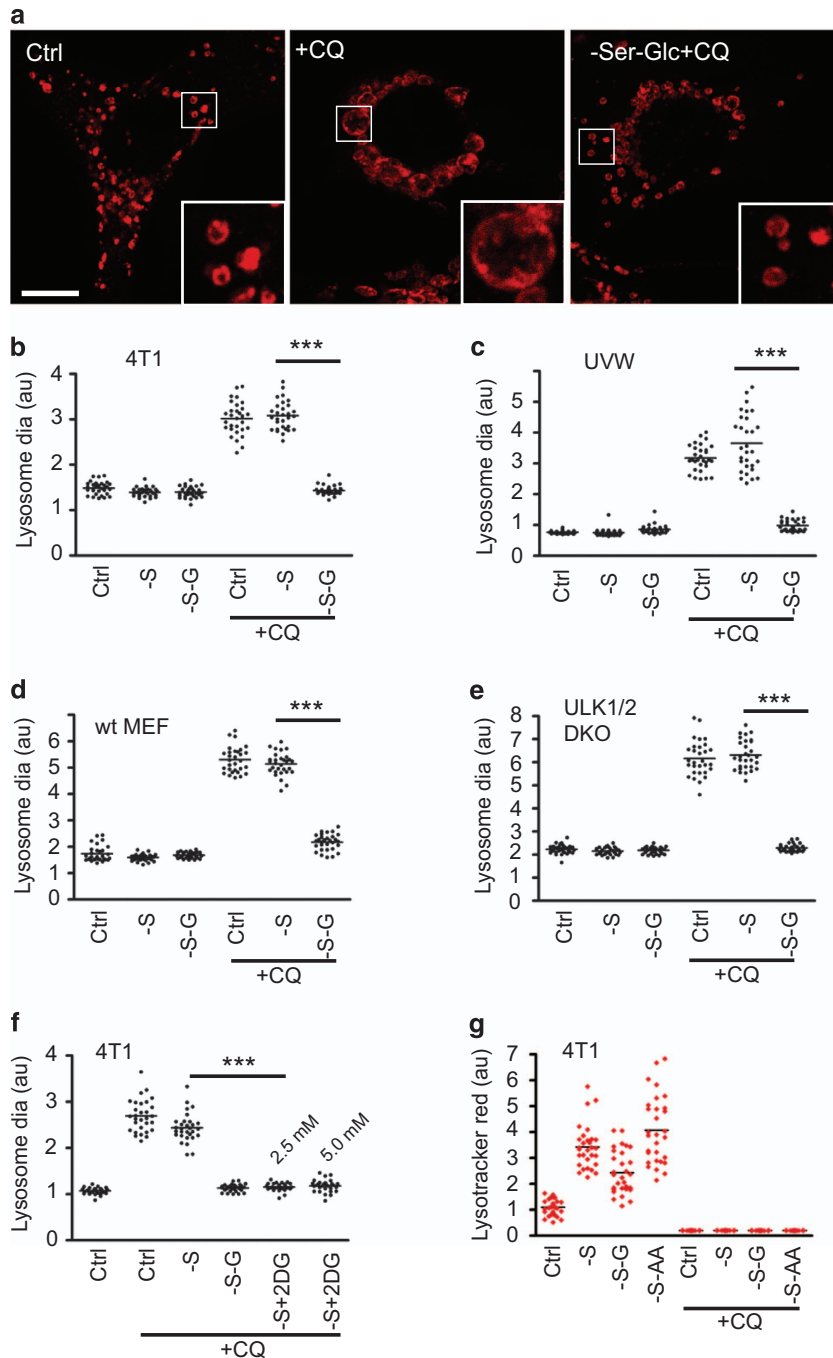 a
Ctrl
+CQ
-Ser-Glc+CQ
b
4T1
***
Lysosome dia (au)
4
3
2
1
0
Ctrl
-S
-S-G
Ctrl
-S
-S-G
+CQ
c
UVW
***
Lysosome dia (au)
5
4
3
2
1
0
Ctrl
-S
-S-G
Ctrl
-S
-S-G
+CQ
d
wt MEF
***
Lysosome dia (au)
7
6
5
4
3
2
1
0
Ctrl
-S
-S-G
Ctrl
-S
-S-G
+CQ
e
ULK1/2
DKO
***
Lysosome dia (au)
8
7
6
5
4
3
2
1
0
Ctrl
-S
-S-G
Ctrl
-S
-S-G
+CQ
f
4T1
***
2.5 mM
5.0 mM
Lysosome dia (au)
4
3
2
1
0
Ctrl
Ctrl
-S
-S-G
-S+2DG
-S+2DG
+CQ
g
4T1
Lysotracker red (au)
7
6
5
4
3
2
1
0
Ctrl
-S
-S-G
-S-AA
Ctrl
-S
-S-G
-S-AA
+CQ